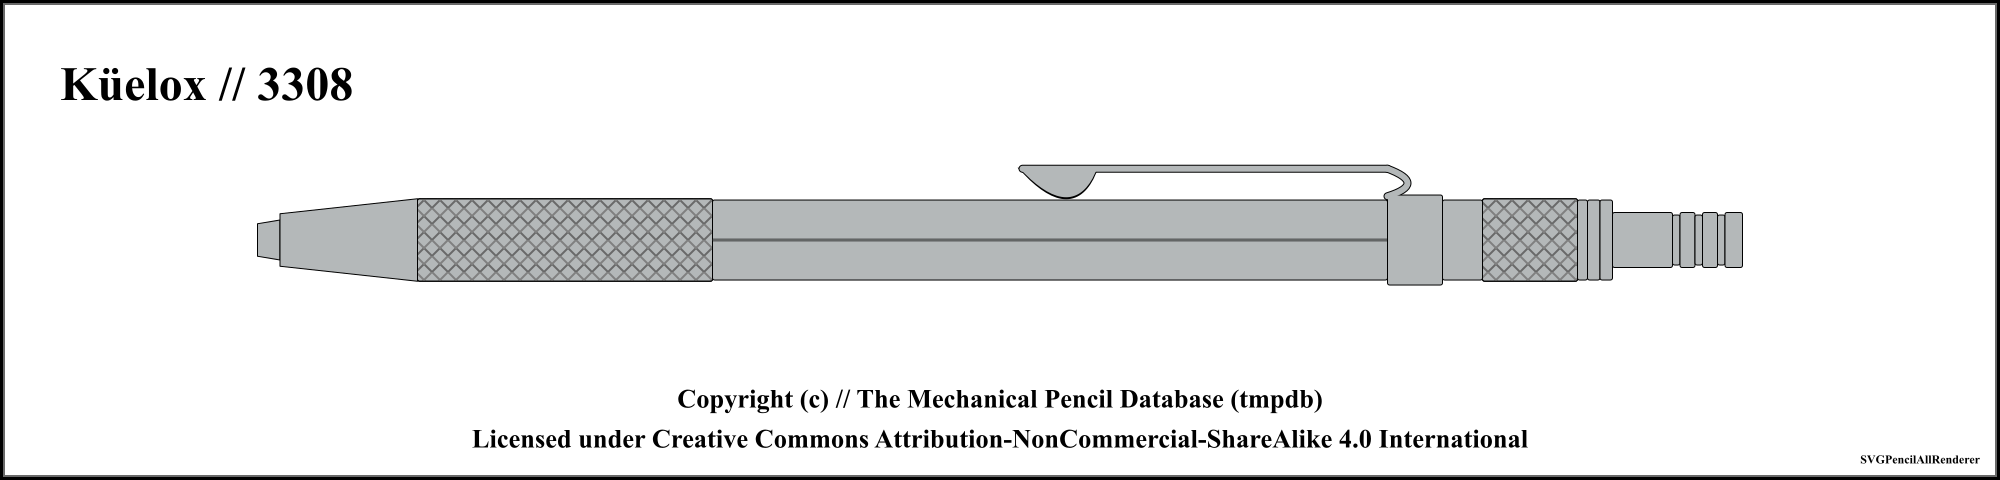 Küelox // 3308
Copyright (c) // The Mechanical Pencil Database (tmpdb)
Licensed under Creative Commons Attribution-NonCommercial-ShareAlike 4.0 International
SVGPencilAllRenderer